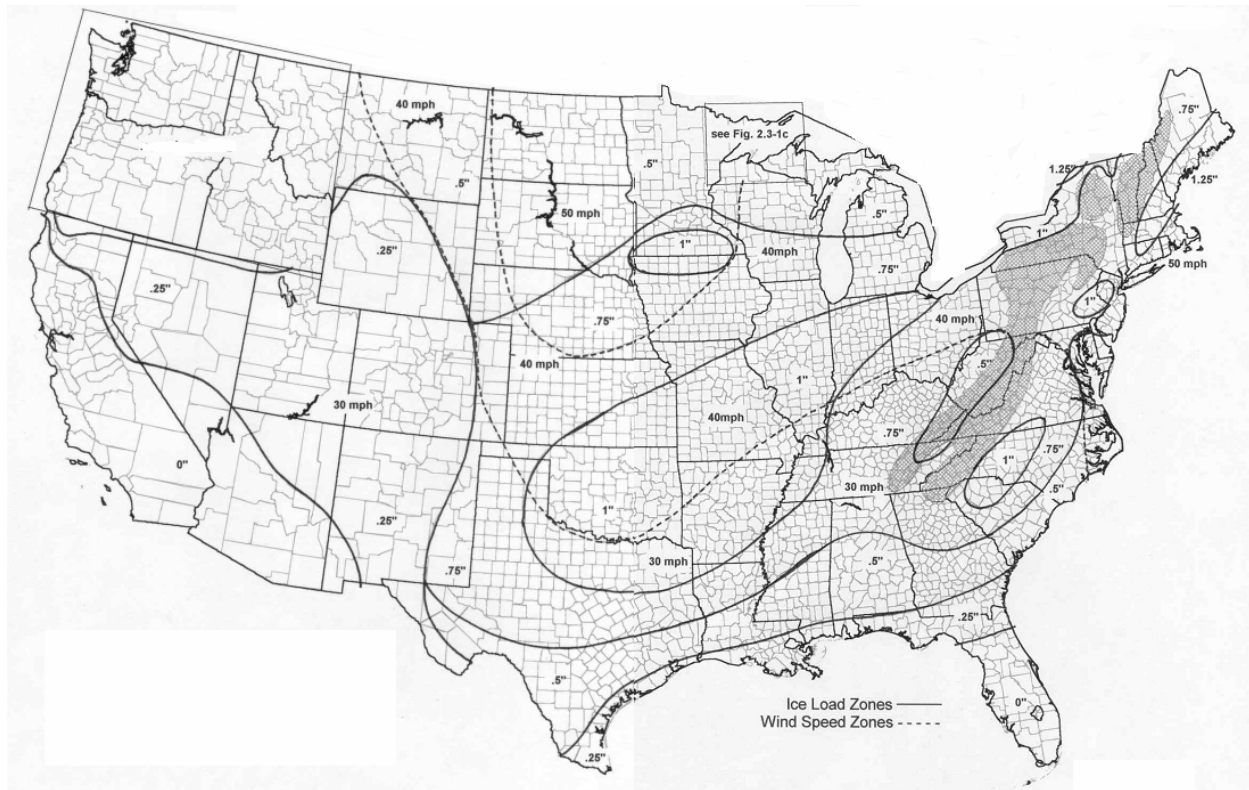 40 mph
see Fig. 2.3-1c
.75"
.5"
1.25"
1.25"
.5"
50 mph
.5"
1"
.25"
1"
40mph
.75"
50 mph
.25"
1"
.75"
40 mph
40 mph
.5"
1"
30 mph
40mph
.75"
.75"
0"
1"
30 mph
.5"
1"
.25"
30 mph
.5"
.75"
.25"
.5"
0"
Ice Load Zones
Wind Speed Zones
.25"